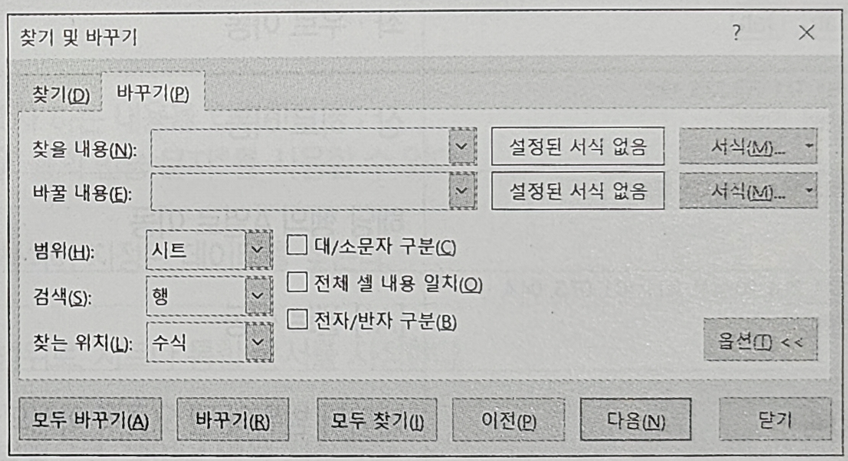 찾기 및 바꾸기 ? ×
찾기(D) 바꾸기(P)
찾을 내용(N): 설정된 서식 없음 서식(M)...
바꿀 내용(E): 설정된 서식 없음 서식(M)...
범위(H): 시트 대/소문자 구분(C)
검색(S): 행 전체 셀 내용 일치(O)
찾는 위치(L): 수식 전자/반자 구분(B)
옵션(T) <<
모두 바꾸기(A) 바꾸기(R) 모두 찾기(I) 이전(P) 다음(N) 닫기